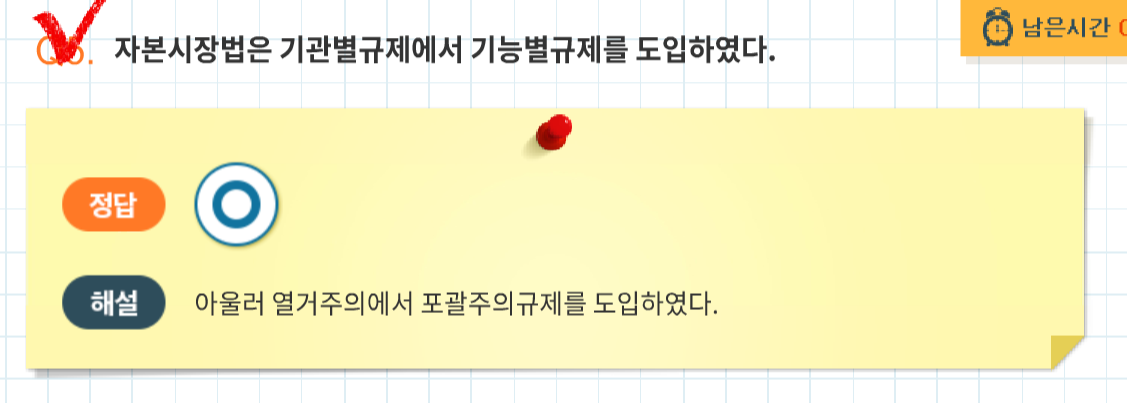 남은시간
자본시장법은 기관별규제에서 기능별규제를 도입하였다.
정답
해설 아울러 열거주의에서 포괄주의규제를 도입하였다.